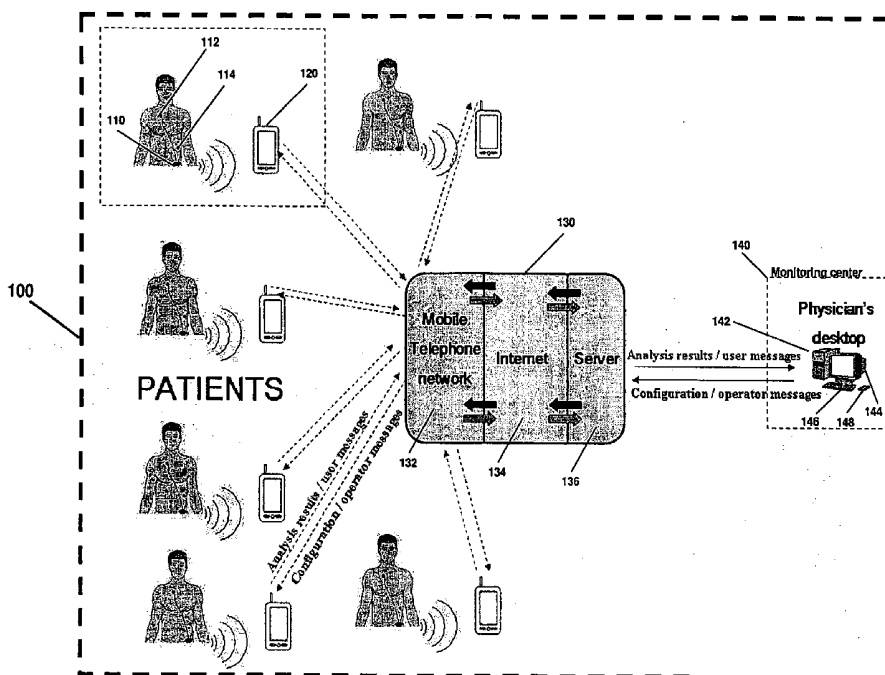 112
114
120
110
130
140
Monitoring center
100
Physician's
desktop
142
Mobile
Telephone
network
Internet
Server
Analysis results / user messages
Configuration / operator messages
PATIENTS
144
146
148
132
134
136
Analysis results / user messages
Configuration / operator messages